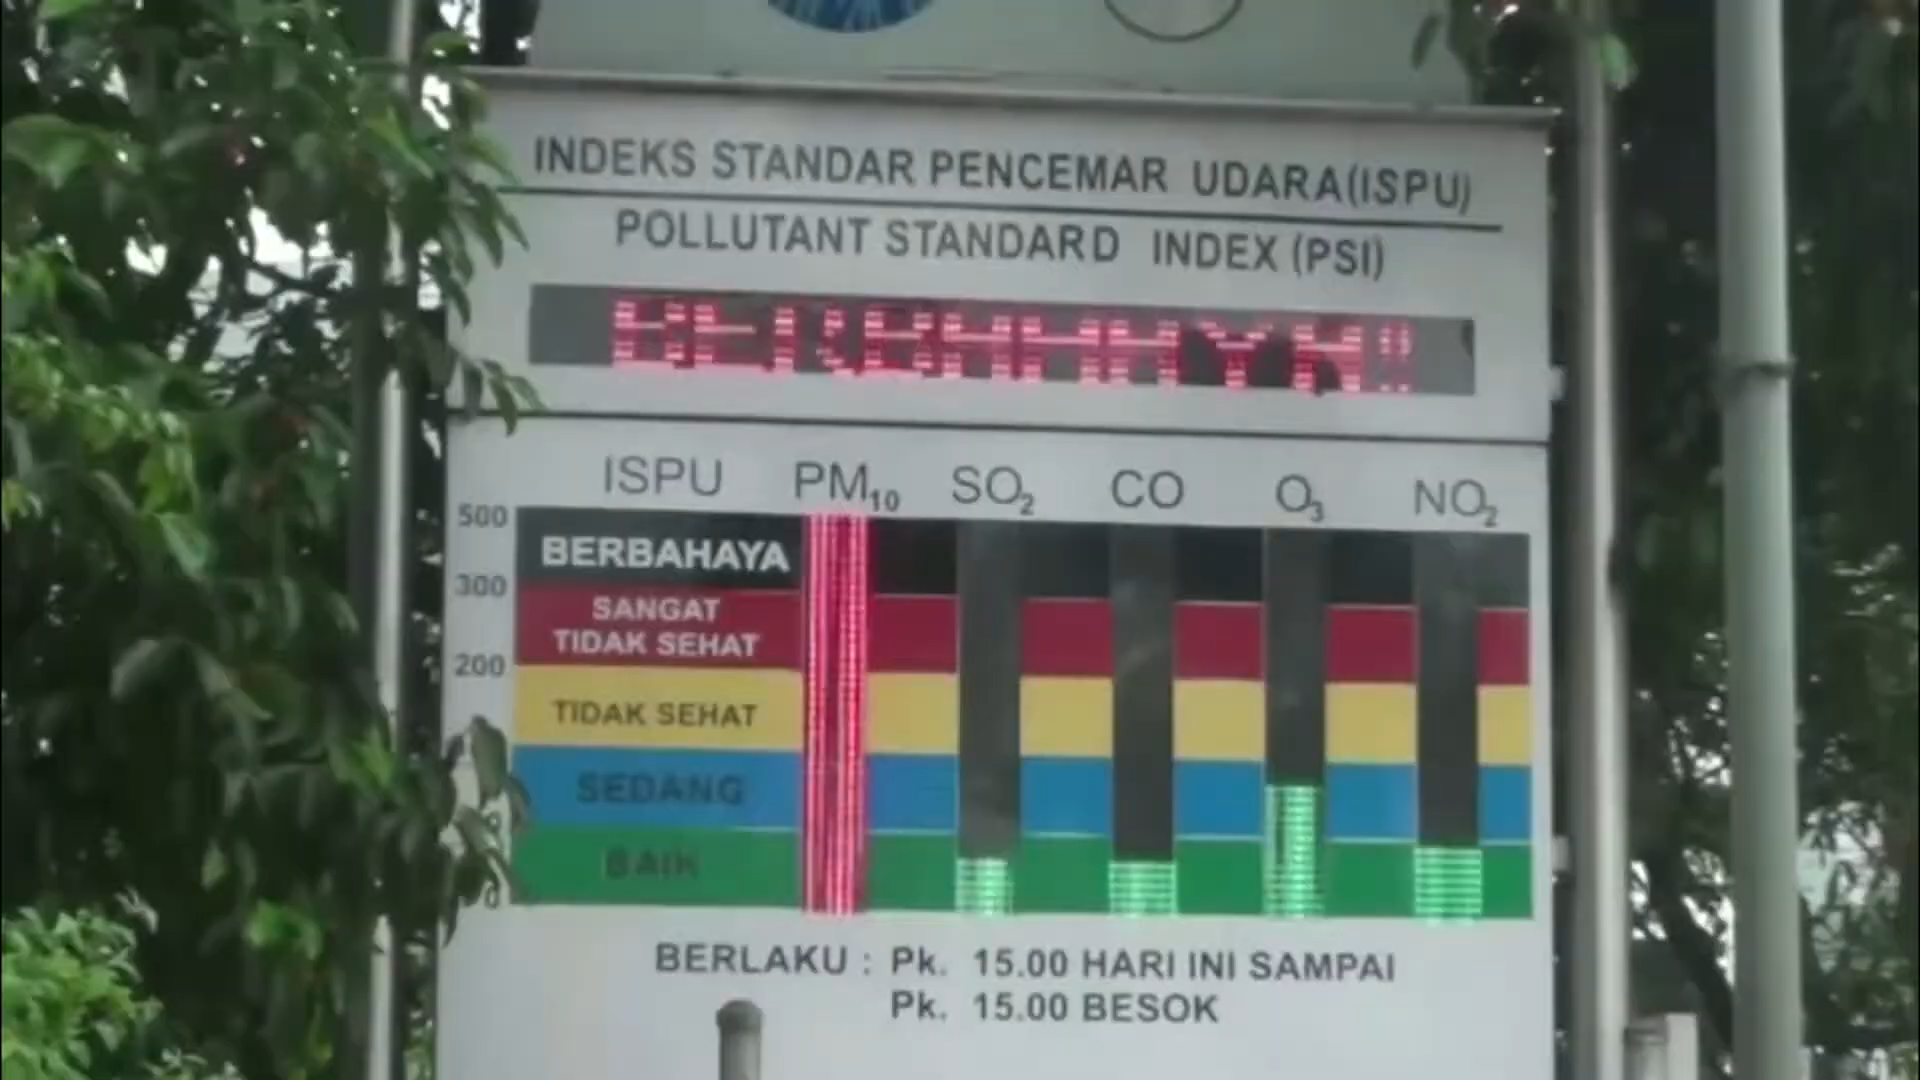 INDEKS STANDAR PENCEMAR UDARA(ISPU)
POLLUTANT STANDARD INDEX (PSI)
BERBAHAYA!!
ISPU PM10 SO2 CO O3 NO2
500
BERBAHAYA
300
SANGAT
TIDAK SEHAT
200
TIDAK SEHAT
SEDANG
BAIK
0
BERLAKU : Pk. 15.00 HARI INI SAMPAI
Pk. 15.00 BESOK